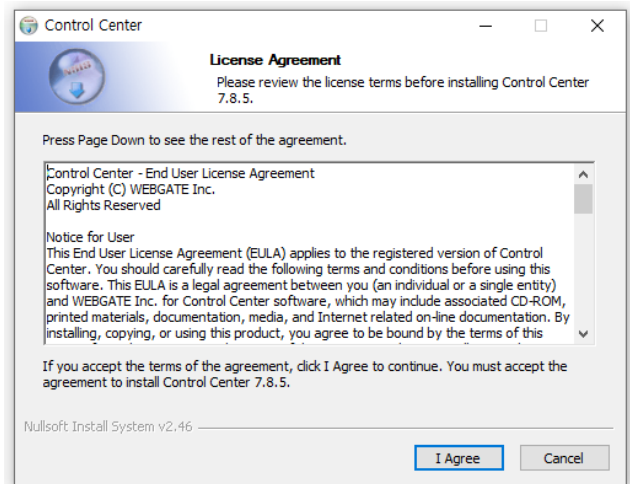 Control Center
License Agreement
Please review the license terms before installing Control Center
7.8.5.
Press Page Down to see the rest of the agreement.
Control Center - End User License Agreement
Copyright (C) WEBGATE Inc.
All Rights Reserved
Notice for User
This End User License Agreement (EULA) applies to the registered version of Control
Center. You should carefully read the following terms and conditions before using this
software. This EULA is a legal agreement between you (an individual or a single entity)
and WEBGATE Inc. for Control Center software, which may include associated CD-ROM,
printed materials, documentation, media, and Internet related on-line documentation. By
installing, copying, or using this product, you agree to be bound by the terms of this
If you accept the terms of the agreement, click I Agree to continue. You must accept the
agreement to install Control Center 7.8.5.
Nullsoft Install System v2.46
I Agree
Cancel